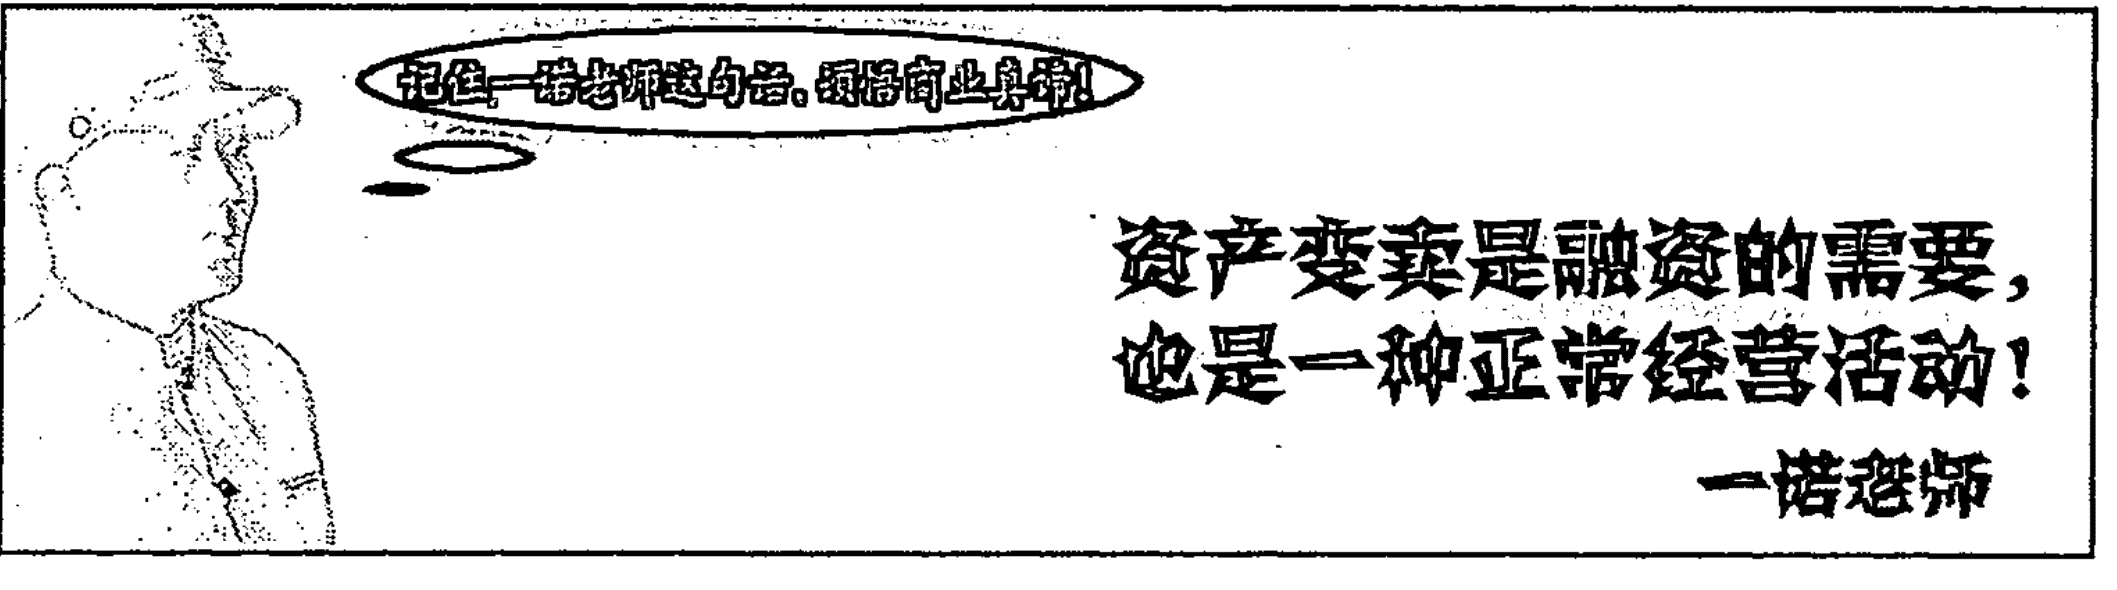 记住一诺老师这句话，领悟商业真谛！
资产变卖是融资的需要，
也是一种正常经营活动！
一诺老师